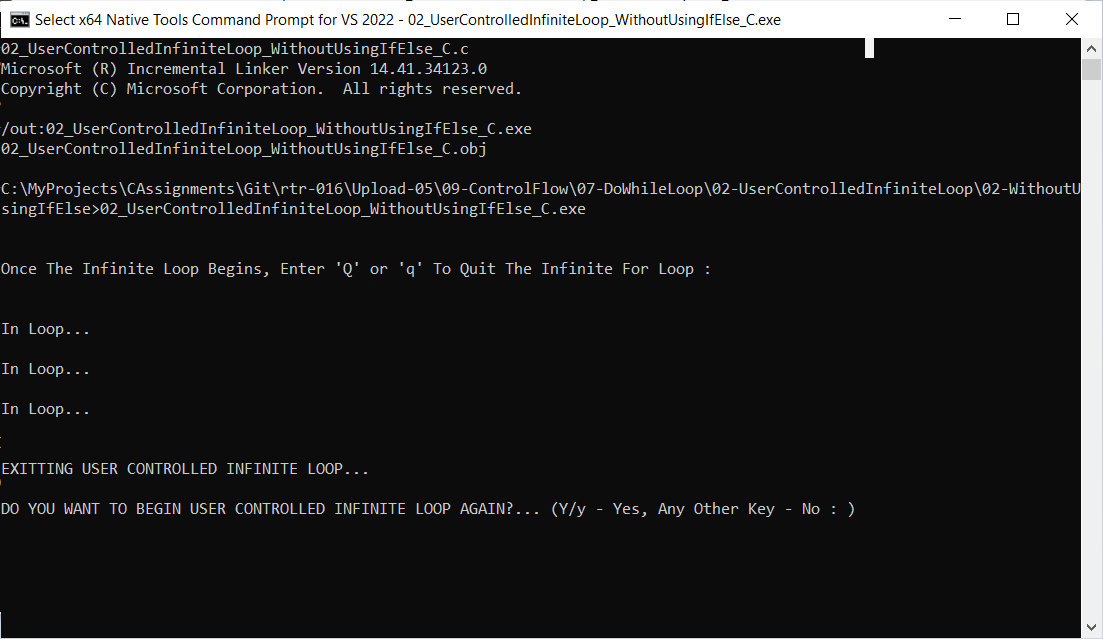 Select x64 Native Tools Command Prompt for VS 2022 - 02_UserControlledInfiniteLoop_WithoutUsingIfElse_C.exe
02_UserControlledInfiniteLoop_WithoutUsingIfElse_C.c
Microsoft (R) Incremental Linker Version 14.41.34123.0
Copyright (C) Microsoft Corporation.  All rights reserved.
/out:02_UserControlledInfiniteLoop_WithoutUsingIfElse_C.exe
02_UserControlledInfiniteLoop_WithoutUsingIfElse_C.obj
C:\MyProjects\CAssignments\Git\rtr-016\Upload-05\09-ControlFlow\07-DoWhileLoop\02-UserControlledInfiniteLoop\02-WithoutU
singIfElse>02_UserControlledInfiniteLoop_WithoutUsingIfElse_C.exe
Once The Infinite Loop Begins, Enter 'Q' or 'q' To Quit The Infinite For Loop :
In Loop...
In Loop...
In Loop...
EXITTING USER CONTROLLED INFINITE LOOP...
DO YOU WANT TO BEGIN USER CONTROLLED INFINITE LOOP AGAIN?... (Y/y - Yes, Any Other Key - No : )